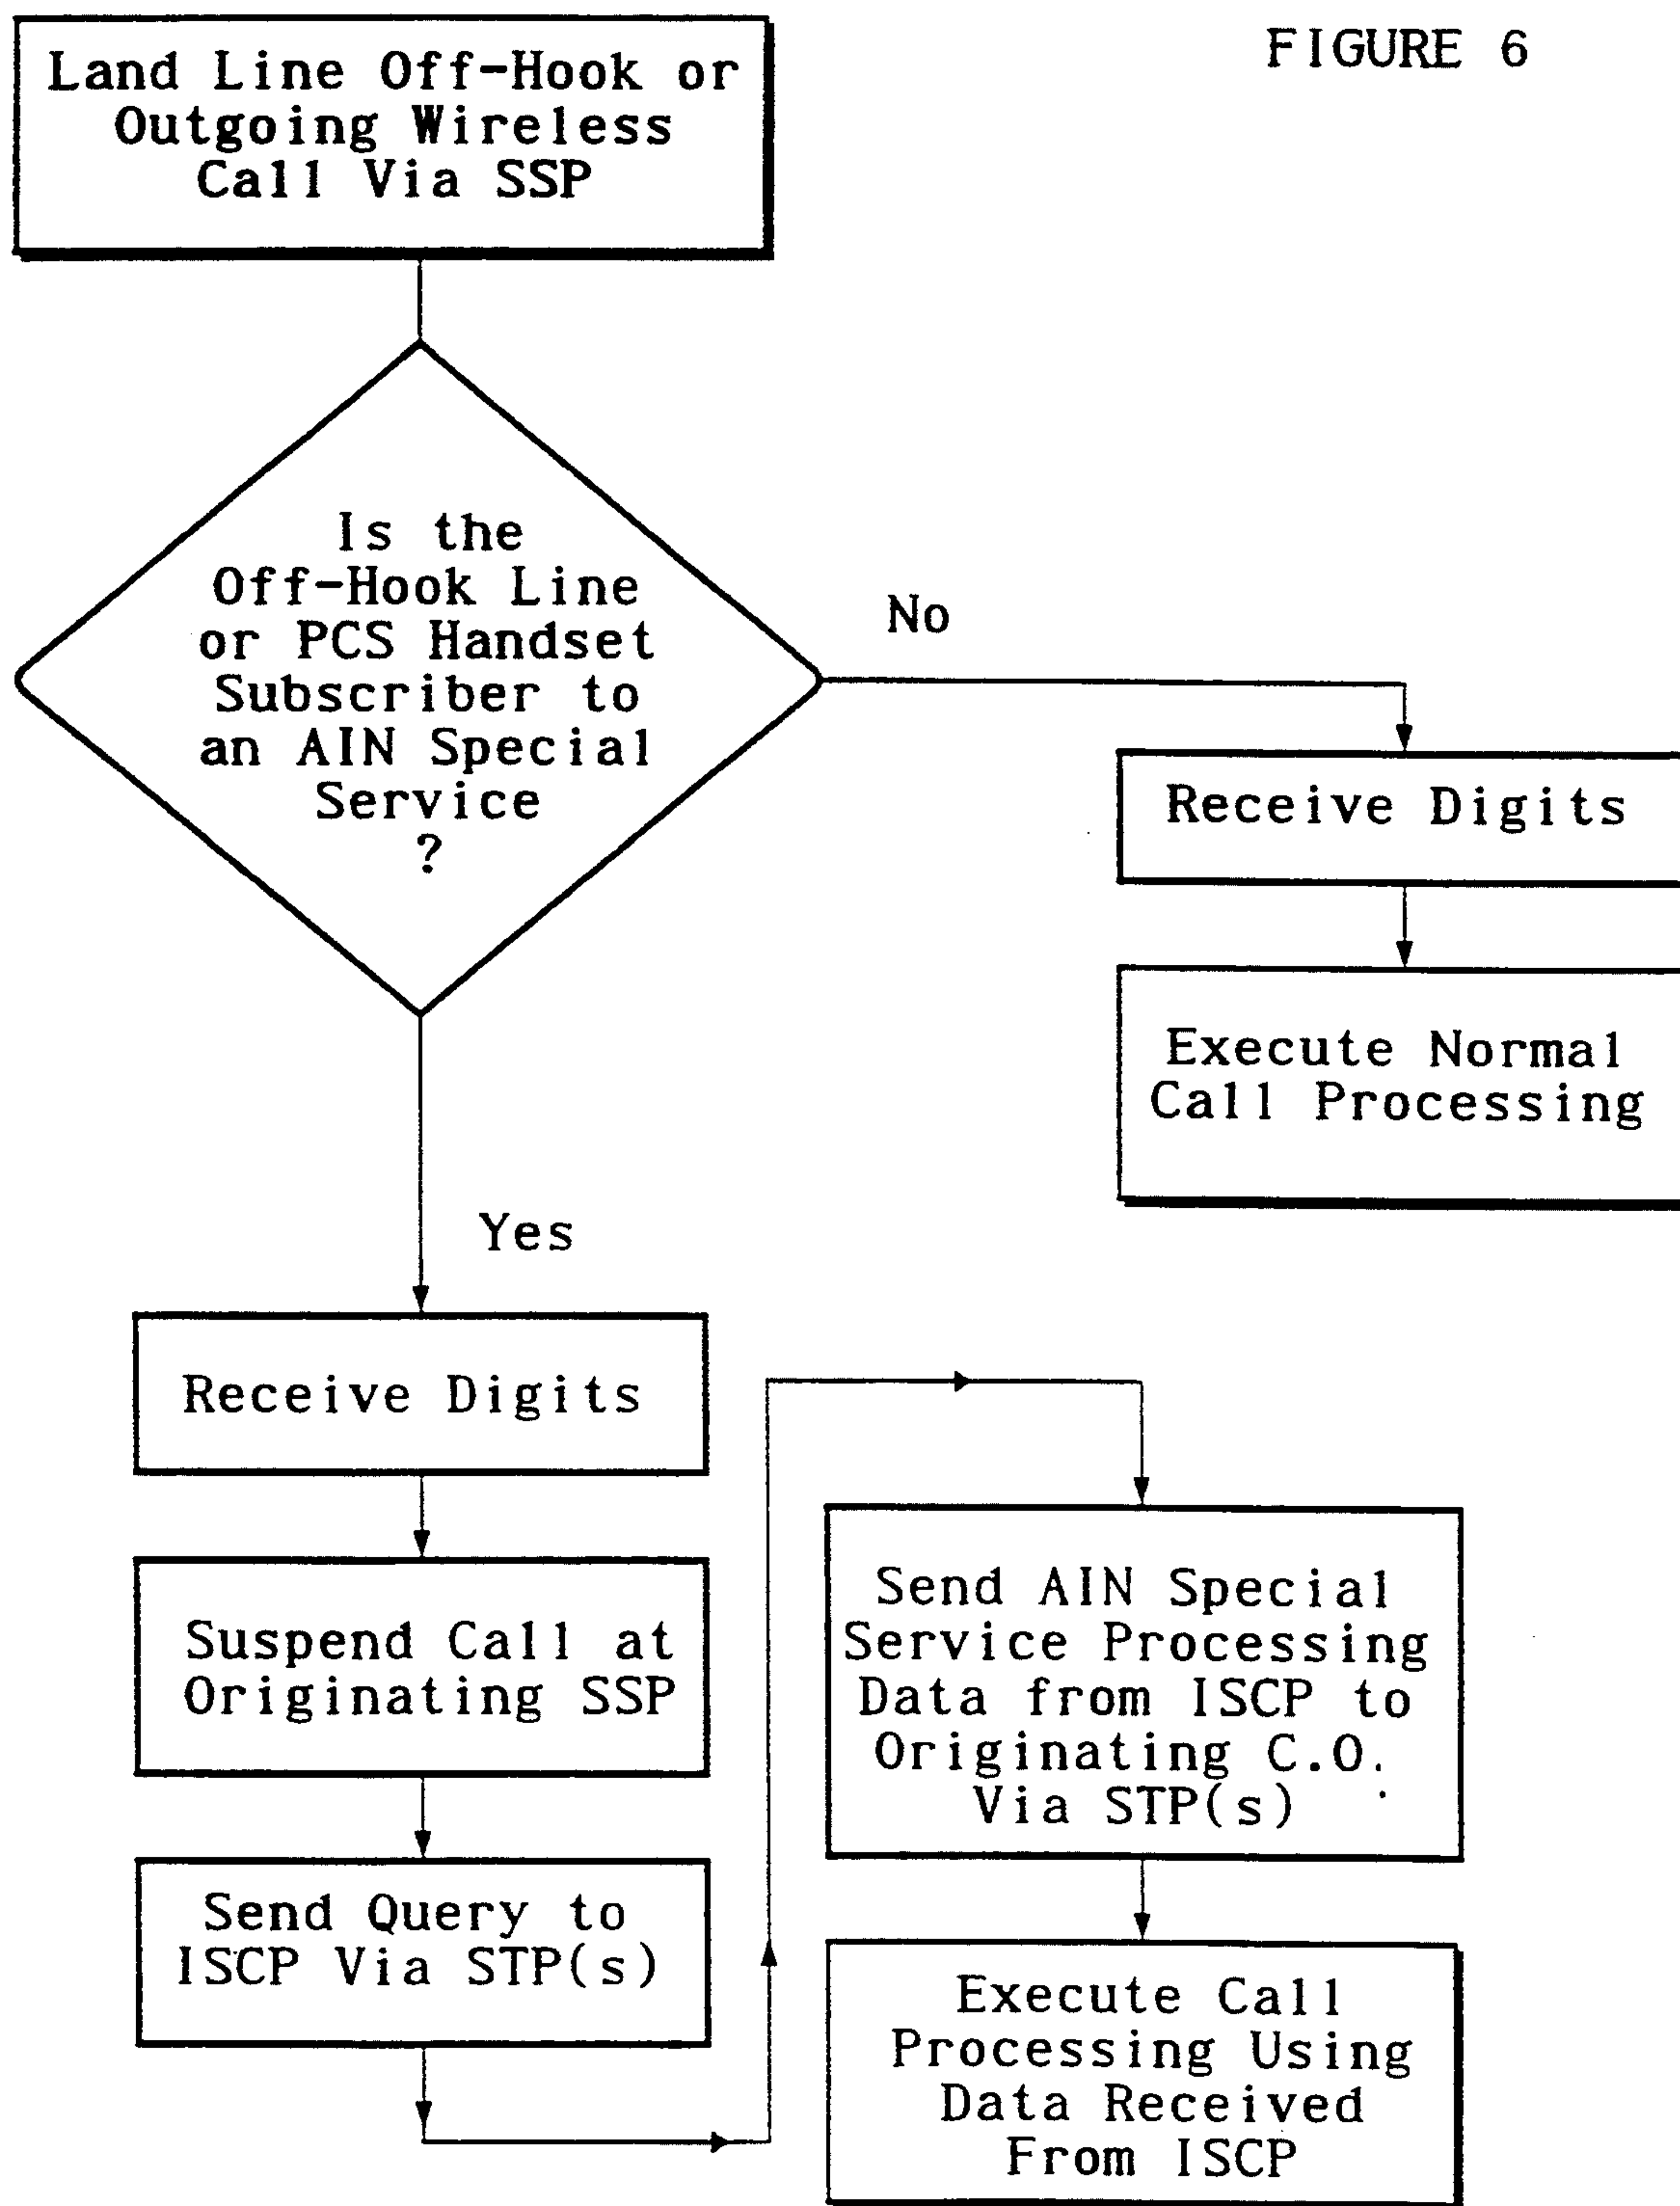 FIGURE 6
Land Line Off-Hook or
Outgoing Wireless
Call Via SSP
Is the
Off-Hook Line
or PCS Handset
Subscriber to
an AIN Special
Service
?
No
Receive Digits
Execute Normal
Call Processing
Yes
Receive Digits
Suspend Call at
Originating SSP
Send Query to
ISCP Via STP(s)
Send AIN Special
Service Processing
Data from ISCP to
Originating C.O.
Via STP(s)
Execute Call
Processing Using
Data Received
From ISCP